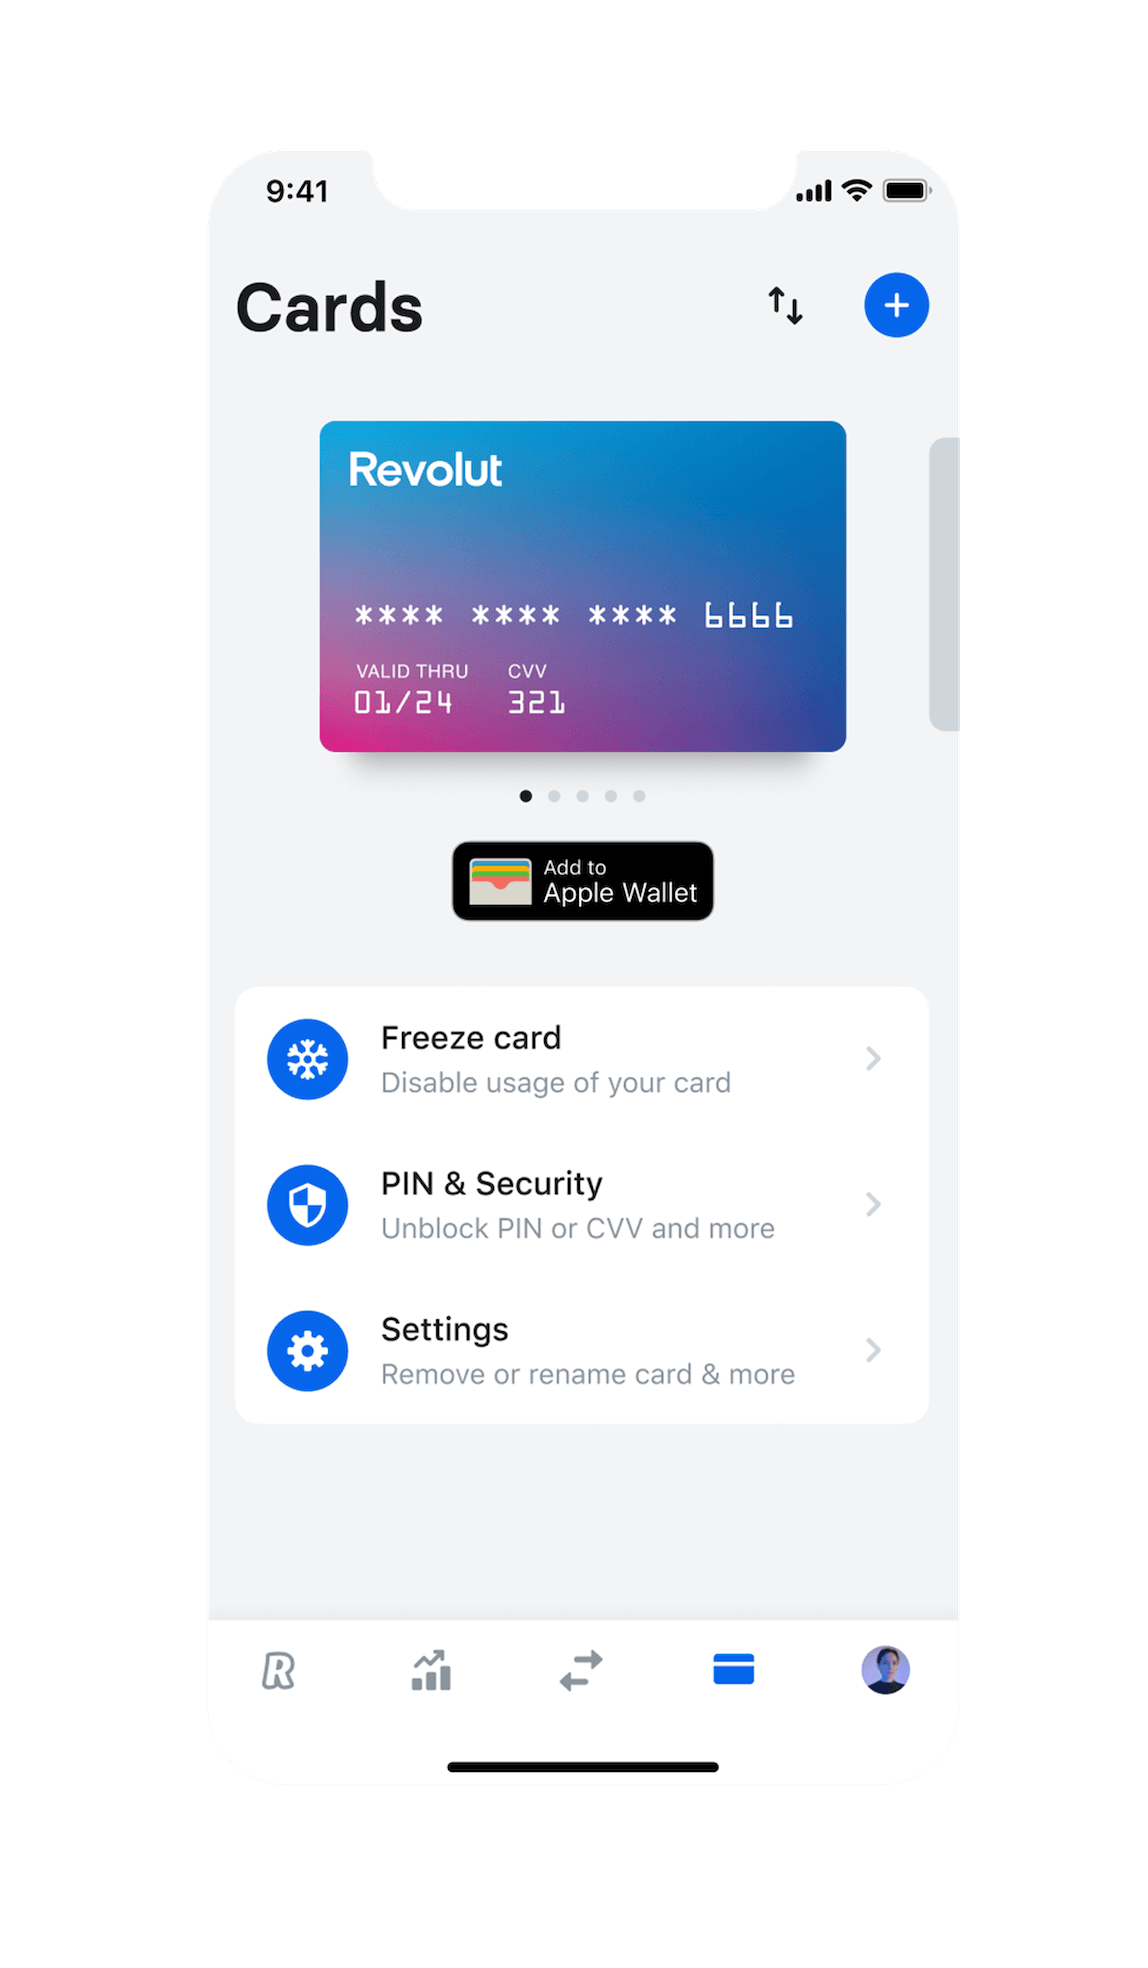 9:41
Cards
Revolut
**** **** **** 6666
VALID THRU CVV
01/24 321
Add to
Apple Wallet
Freeze card
Disable usage of your card
PIN & Security
Unblock PIN or CVV and more
Settings
Remove or rename card & more
R